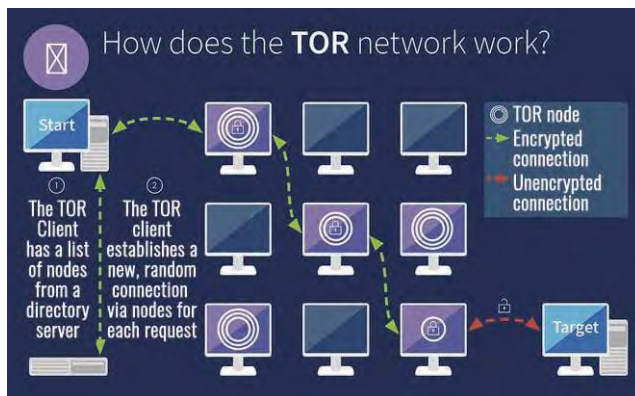 How does the TOR network work?
Start
TOR node
Encrypted
connection
Unencrypted
connection
1
The TOR
Client
has a list
of nodes
from a
directory
server
2
The TOR
client
establishes a
new, random
connection
via nodes for
each request
Target